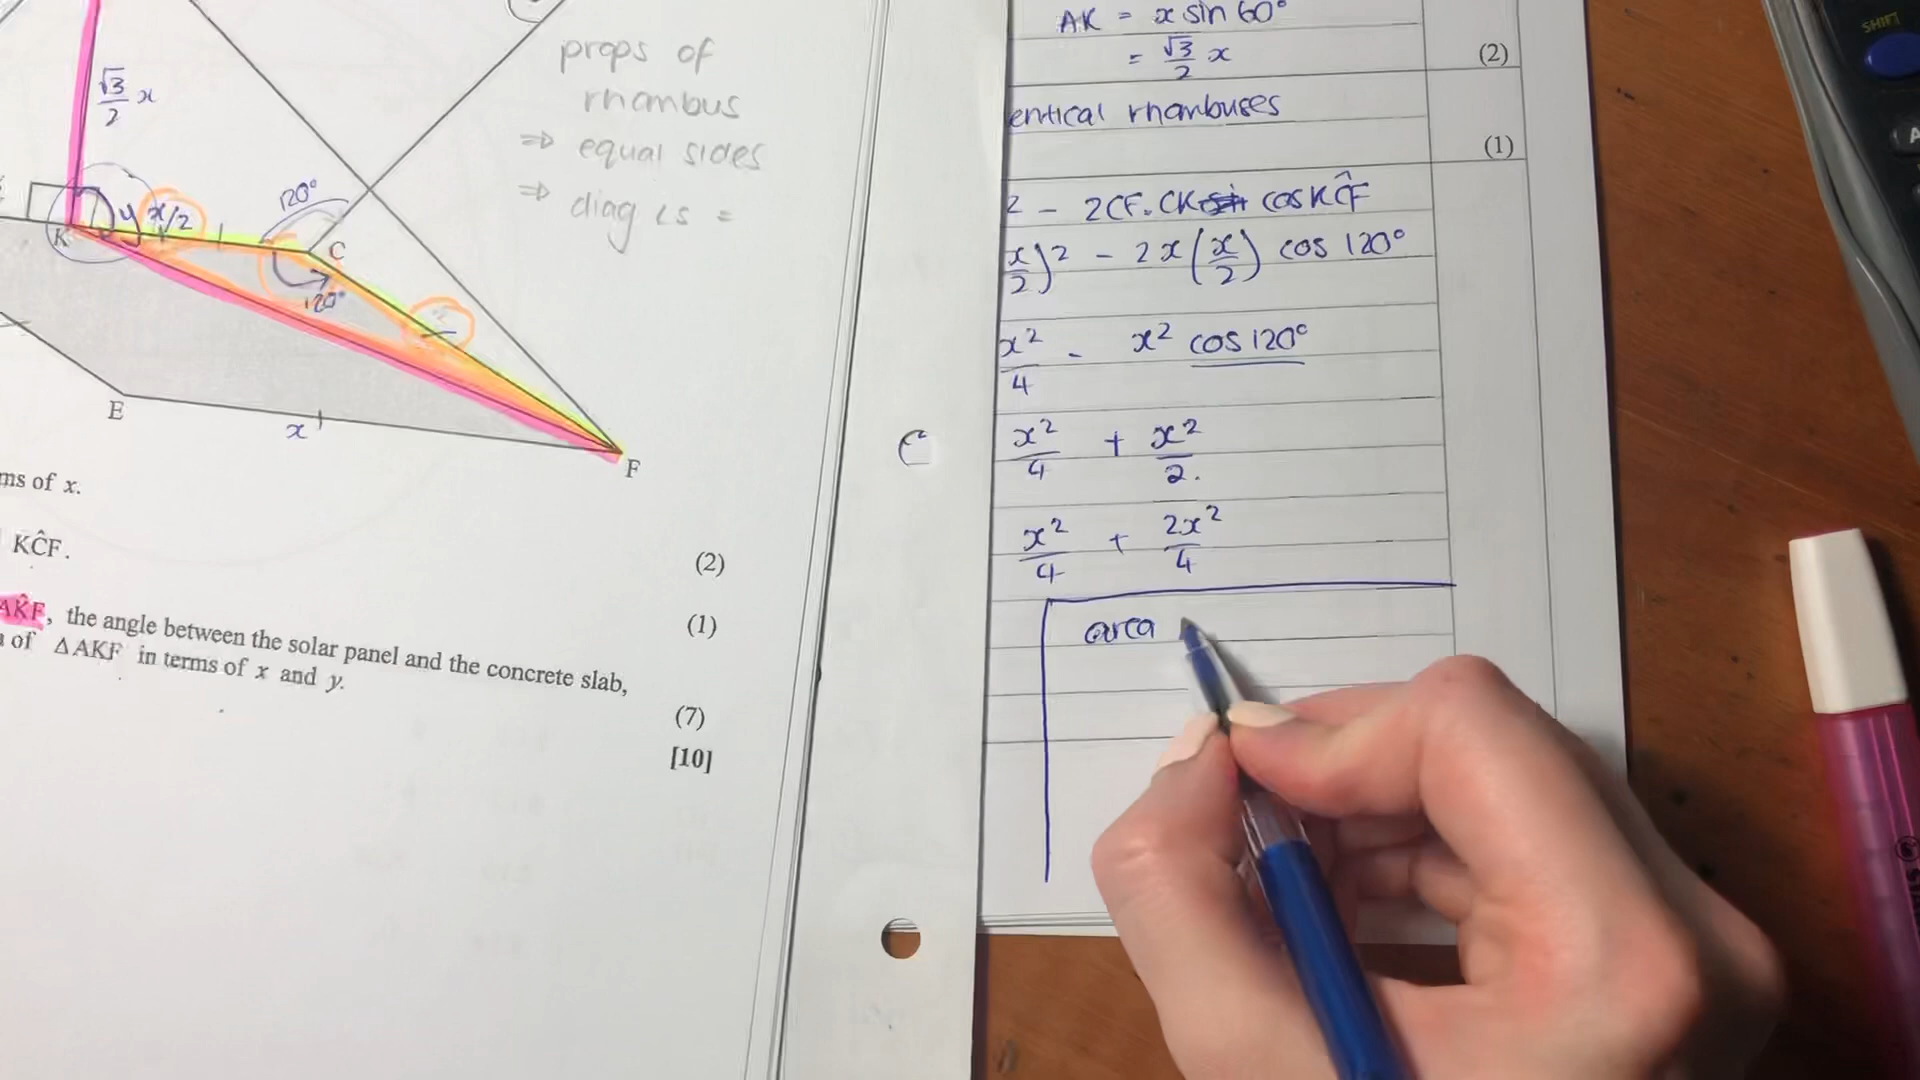 √3/2 x
props of
rhombus
⇒ equal sides
⇒ diag ∠s =
120°
K
y
x/2
C
120°
E
x
F
ms of x.
KĈF.
(2)
AK̂F, the angle between the solar panel and the concrete slab,
(1)
of ΔAKF in terms of x and y.
(7)
[10]
AK = x sin 60°
= √3/2 x
(2)
entical rhombuses
(1)
2 - 2CF.CK cos KĈF
x/2)² - 2x(x/2) cos 120°
x²/4 - x² cos 120°
x²/4 + x²/2.
x²/4 + 2x²/4
area
SHIFT